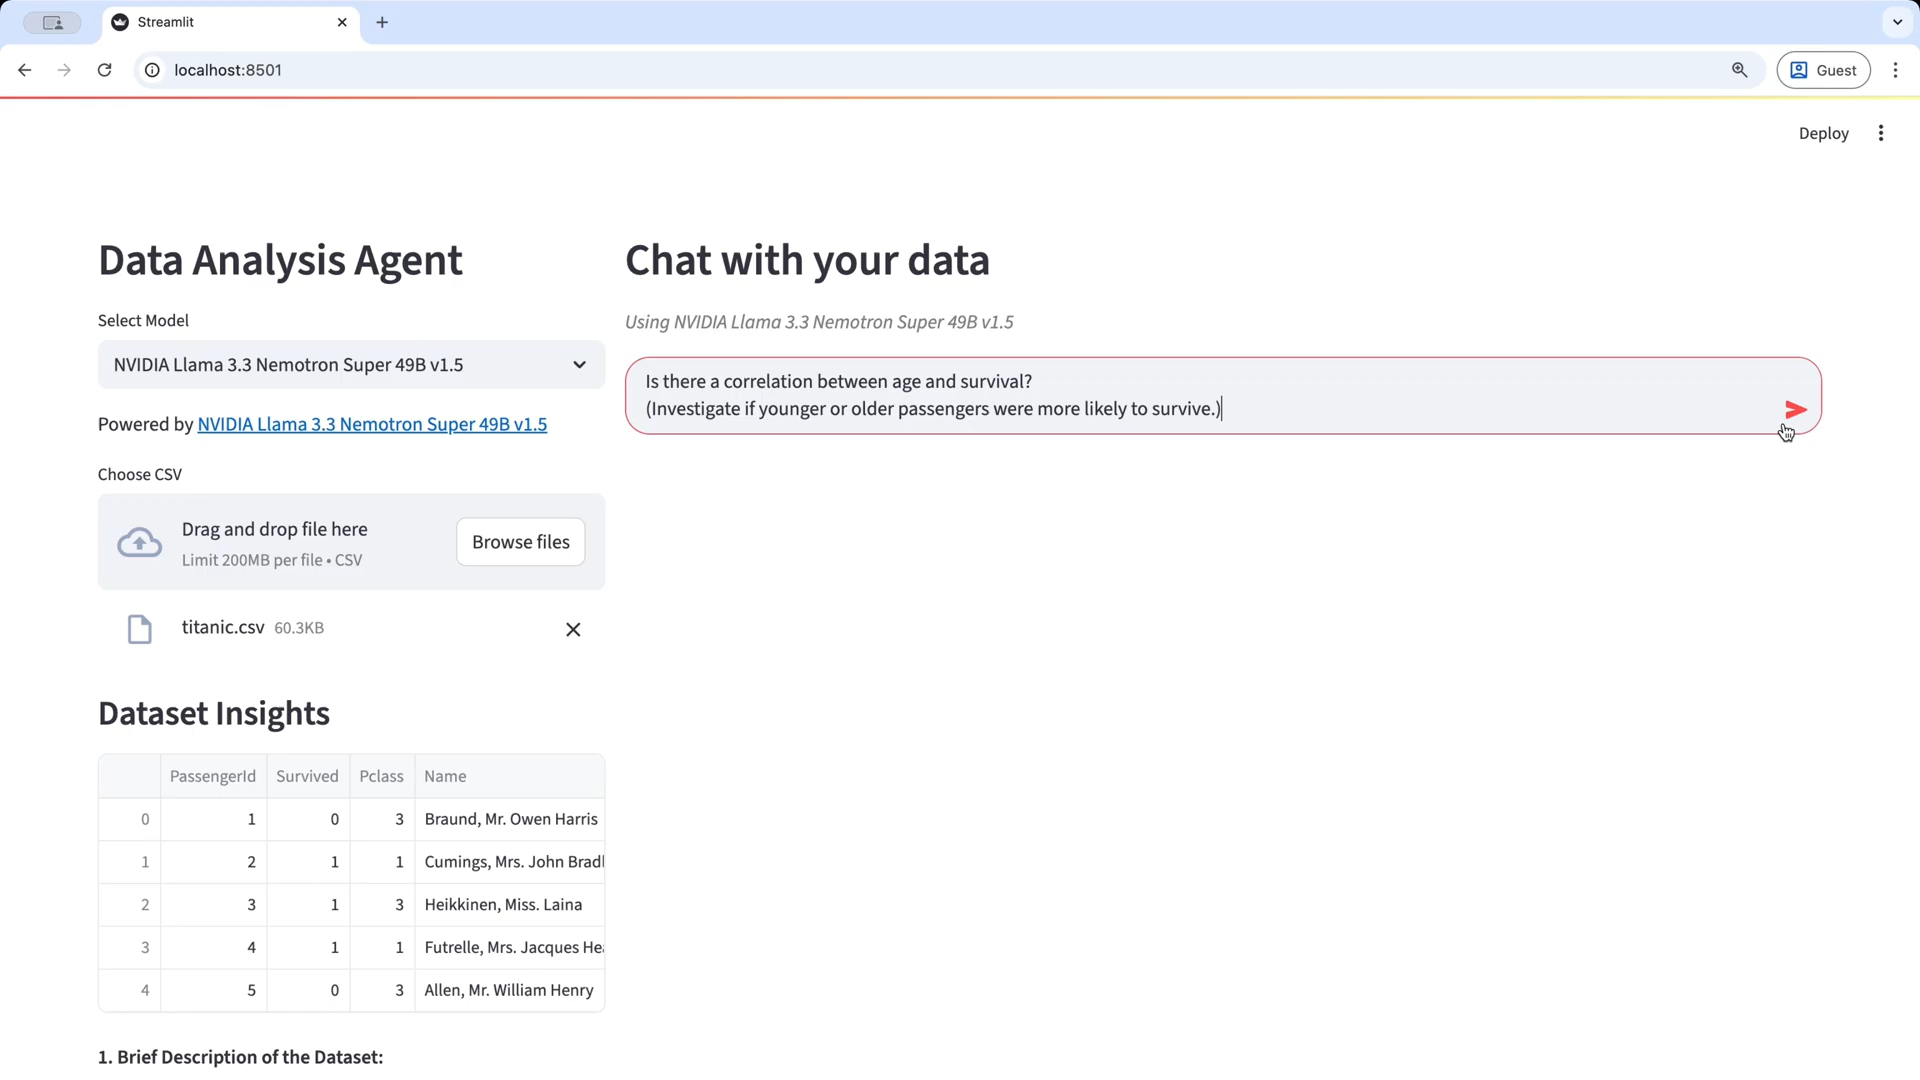 Streamlit
localhost:8501
Guest
Deploy
Data Analysis Agent
Select Model
NVIDIA Llama 3.3 Nemotron Super 49B v1.5
Powered by NVIDIA Llama 3.3 Nemotron Super 49B v1.5
Choose CSV
Drag and drop file here
Limit 200MB per file • CSV
Browse files
titanic.csv 60.3KB
Dataset Insights
PassengerId Survived Pclass Name
0 1 0 3 Braund, Mr. Owen Harris
1 2 1 1 Cumings, Mrs. John Bradl
2 3 1 3 Heikkinen, Miss. Laina
3 4 1 1 Futrelle, Mrs. Jacques Hea
4 5 0 3 Allen, Mr. William Henry
1. Brief Description of the Dataset:
Chat with your data
Using NVIDIA Llama 3.3 Nemotron Super 49B v1.5
Is there a correlation between age and survival?
(Investigate if younger or older passengers were more likely to survive.)